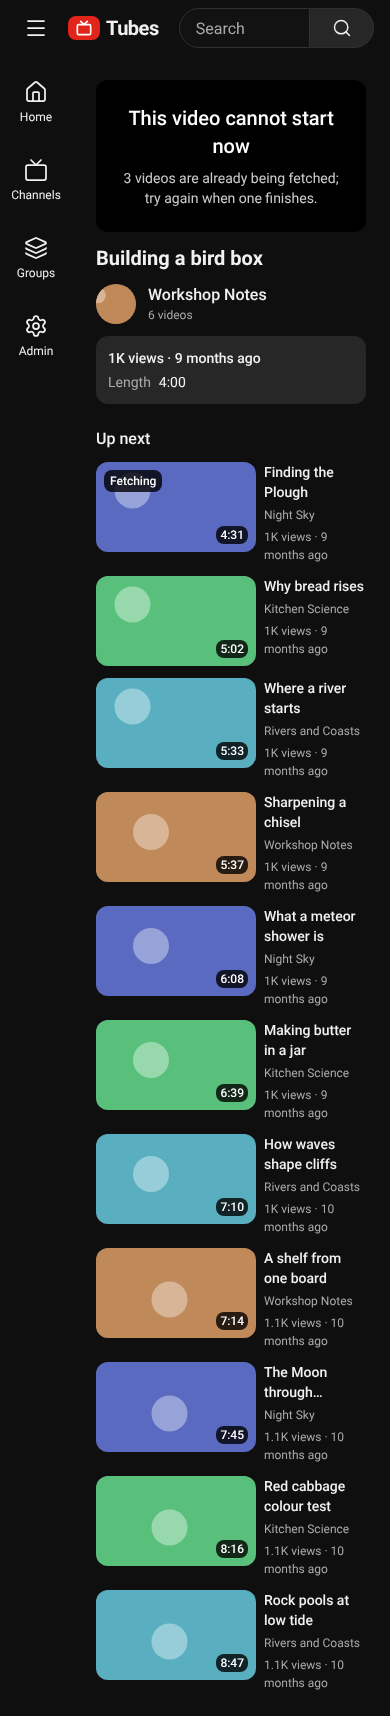 Tubes
Search
Home
Channels
Groups
Admin
This video cannot start
now
3 videos are already being fetched;
try again when one finishes.
Building a bird box
Workshop Notes
6 videos
1K views · 9 months ago
Length 4:00
Up next
Fetching
4:31
Finding the
Plough
Night Sky
1K views · 9
months ago
5:02
Why bread rises
Kitchen Science
1K views · 9
months ago
5:33
Where a river
starts
Rivers and Coasts
1K views · 9
months ago
5:37
Sharpening a
chisel
Workshop Notes
1K views · 9
months ago
6:08
What a meteor
shower is
Night Sky
1K views · 9
months ago
6:39
Making butter
in a jar
Kitchen Science
1K views · 9
months ago
7:10
How waves
shape cliffs
Rivers and Coasts
1K views · 10
months ago
7:14
A shelf from
one board
Workshop Notes
1.1K views · 10
months ago
7:45
The Moon
through...
Night Sky
1.1K views · 10
months ago
8:16
Red cabbage
colour test
Kitchen Science
1.1K views · 10
months ago
8:47
Rock pools at
low tide
Rivers and Coasts
1.1K views · 10
months ago